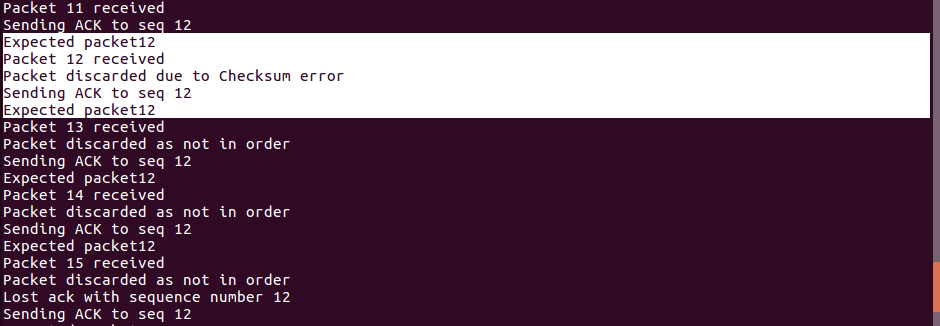 Packet 11 received
Sending ACK to seq 12
Expected packet12
Packet 12 received
Packet discarded due to Checksum error
Sending ACK to seq 12
Expected packet12
Packet 13 received
Packet discarded as not in order
Sending ACK to seq 12
Expected packet12
Packet 14 received
Packet discarded as not in order
Sending ACK to seq 12
Expected packet12
Packet 15 received
Packet discarded as not in order
Lost ack with sequence number 12
Sending ACK to seq 12